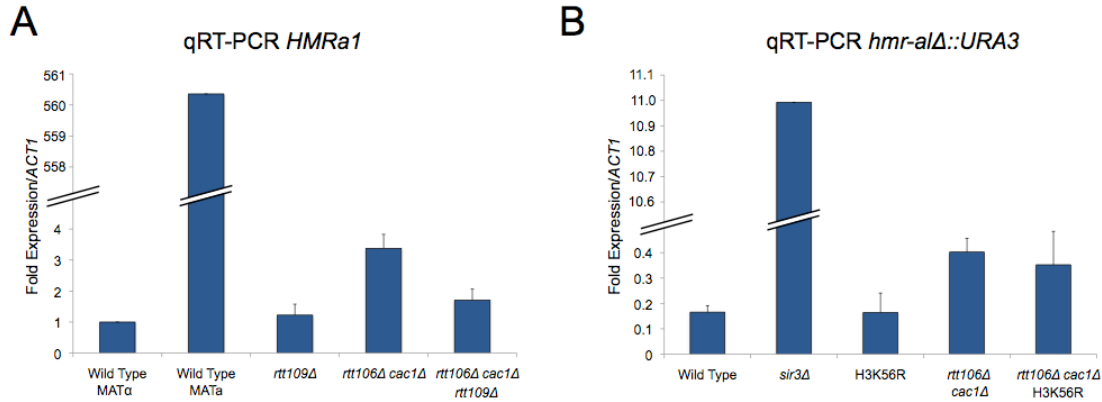 A
qRT-PCR HMRa1
Fold Expression/ACT1
561
560
559
558
4
3
2
1
0
Wild Type
MATα
Wild Type
MATa
rtt109Δ
rtt106Δ cac1Δ
rtt106Δ cac1Δ
rtt109Δ
B
qRT-PCR hmr-a1Δ::URA3
Fold Expression/ACT1
11.1
11.0
10.9
10.8
10.7
10.6
0.4
0.3
0.2
0.1
0
Wild Type
sir3Δ
H3K56R
rtt106Δ
cac1Δ
rtt106Δ cac1Δ
H3K56R